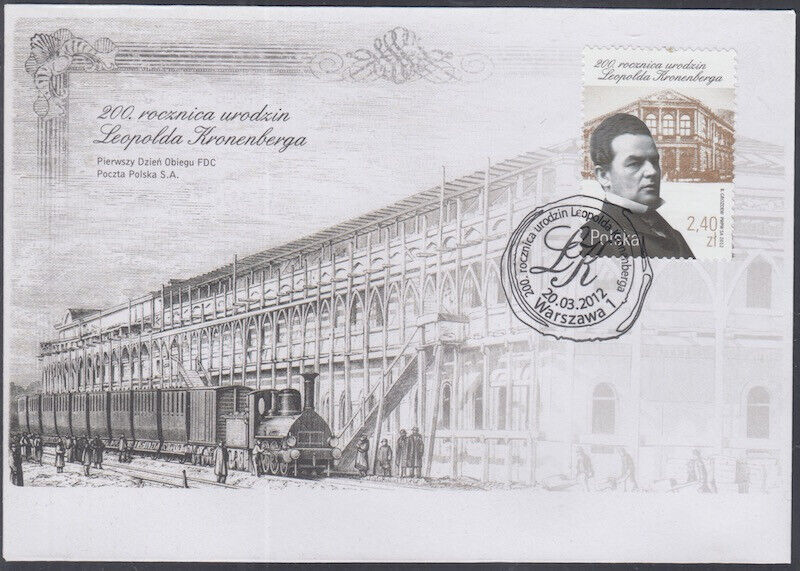 200. rocznica urodzin
Leopolda Kronenberga
Pierwszy Dzień Obiegu FDC
Poczta Polska S.A.
200. rocznica urodzin
Leopolda Kronenberga
2,40
zł
Polska
200. rocznica urodzin Leopolda Kronenberga
LK
20.03.2012
Warszawa 1